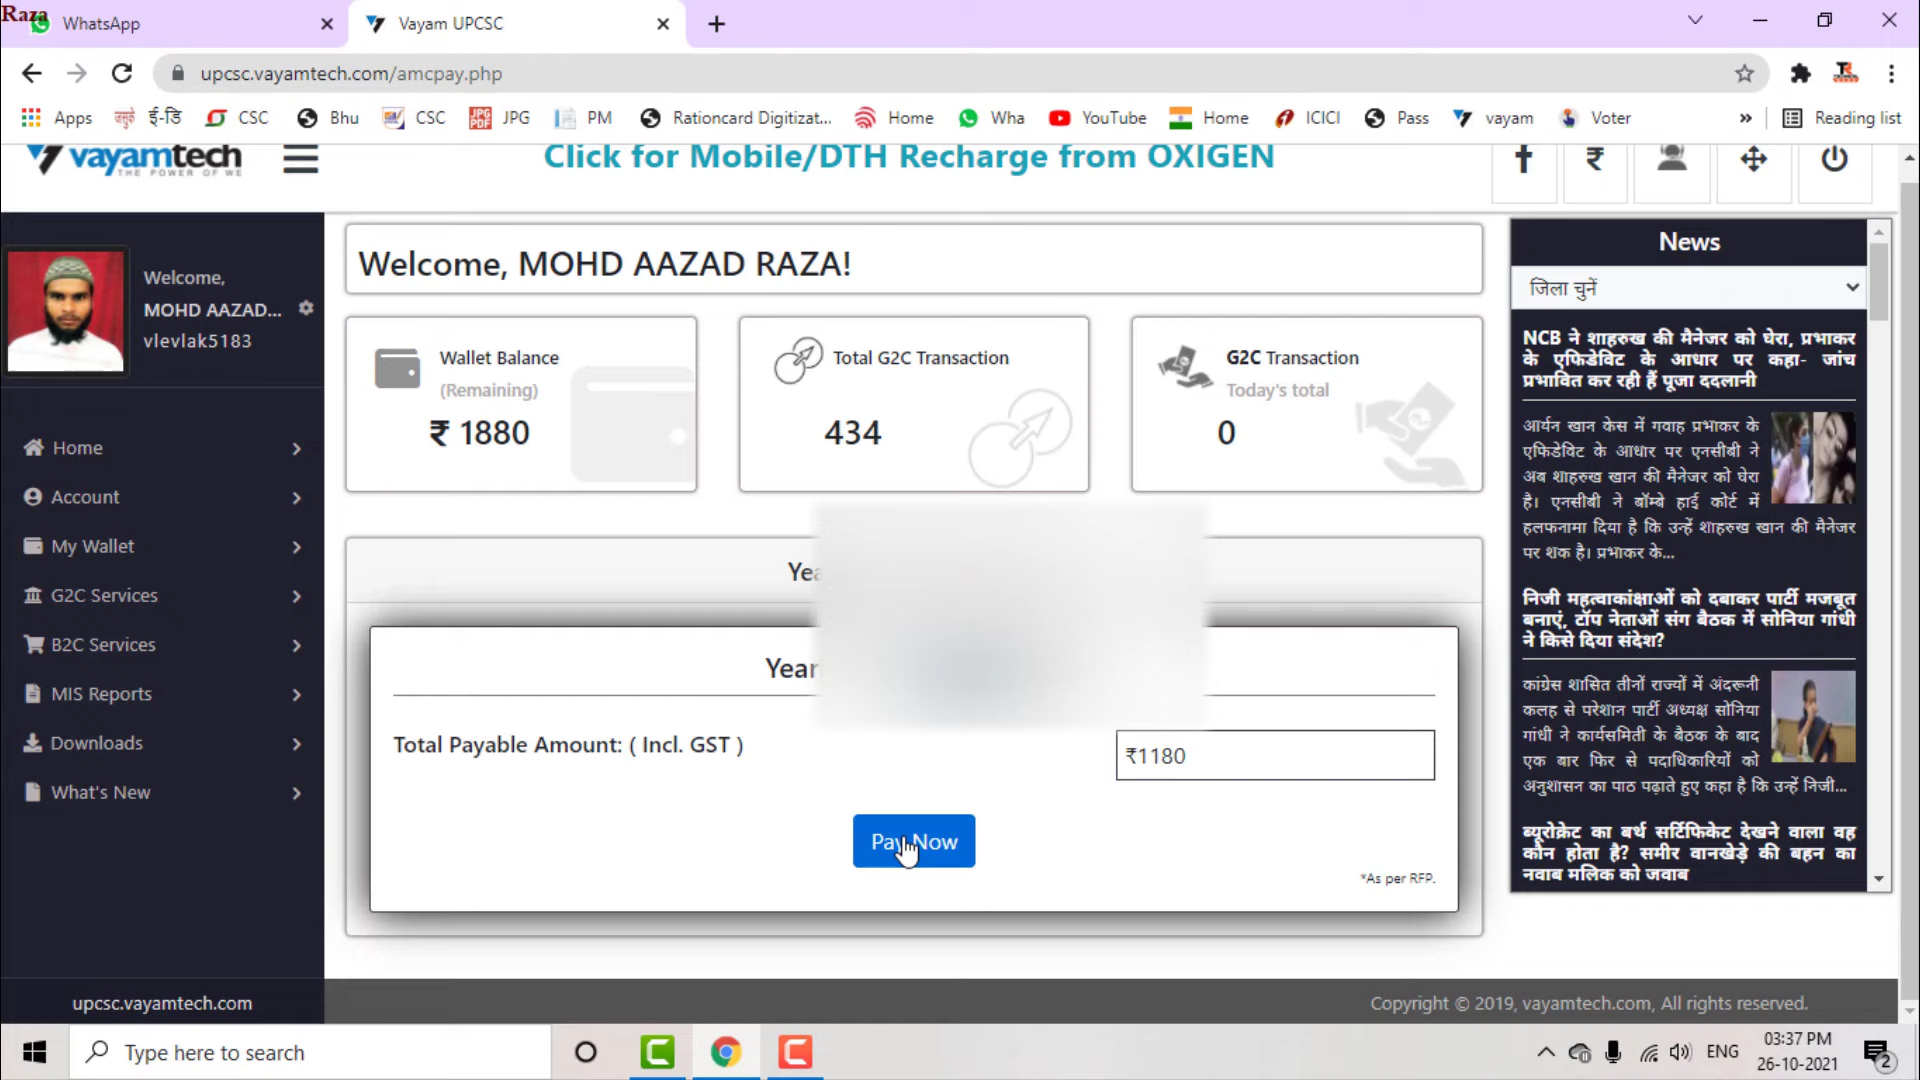 Raza
WhatsApp
Vayam UPCSC
upcsc.vayamtech.com/amcpay.php
Apps ई-डि CSC Bhu CSC JPG PM Rationcard Digitizat... Home Wha YouTube Home ICICI Pass vayam Voter » Reading list
vayamtech
THE POWER OF WE
Click for Mobile/DTH Recharge from OXIGEN
Welcome,
MOHD AAZAD...
vlevlak5183
Home
Account
My Wallet
G2C Services
B2C Services
MIS Reports
Downloads
What's New
upcsc.vayamtech.com
Welcome, MOHD AAZAD RAZA!
Wallet Balance
(Remaining)
₹ 1880
Total G2C Transaction
434
G2C Transaction
Today's total
0
Total Payable Amount: ( Incl. GST )
₹1180
Pay Now
*As per RFP.
News
जिला चुनें
NCB ने शाहरुख की मैनेजर को घेरा, प्रभाकर
के एफिडेविट के आधार पर कहा- जांच
प्रभावित कर रही हैं पूजा ददलानी
आर्यन खान केस में गवाह प्रभाकर के
एफिडेविट के आधार पर एनसीबी ने
अब शाहरुख खान की मैनेजर को घेरा
है। एनसीबी ने बॉम्बे हाई कोर्ट में
हलफनामा दिया है कि उन्हें शाहरुख खान की मैनेजर
पर शक है। प्रभाकर के...
निजी महत्वाकांक्षाओं को दबाकर पार्टी मजबूत
बनाएं, टॉप नेताओं संग बैठक में सोनिया गांधी
ने किसे दिया संदेश?
कांग्रेस शासित तीनों राज्यों में अंदरूनी
कलह से परेशान पार्टी अध्यक्ष सोनिया
गांधी ने कार्यसमिति के बैठक के बाद
एक बार फिर से पदाधिकारियों को
अनुशासन का पाठ पढ़ाते हुए कहा है कि उन्हें निजी...
ब्यूरोक्रेट का बर्थ सर्टिफिकेट देखने वाला वह
कौन होता है? समीर वानखेड़े की बहन का
नवाब मलिक को जवाब
Copyright © 2019, vayamtech.com, All rights reserved.
Type here to search
ENG
03:37 PM
26-10-2021
2